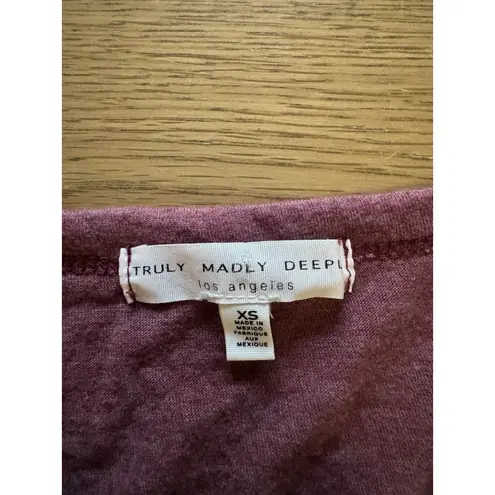 TRULY MADLY DEEPL
los angeles
XS
MADE IN
MEXICO
FABRIQUE
AUX
MEXIQUE